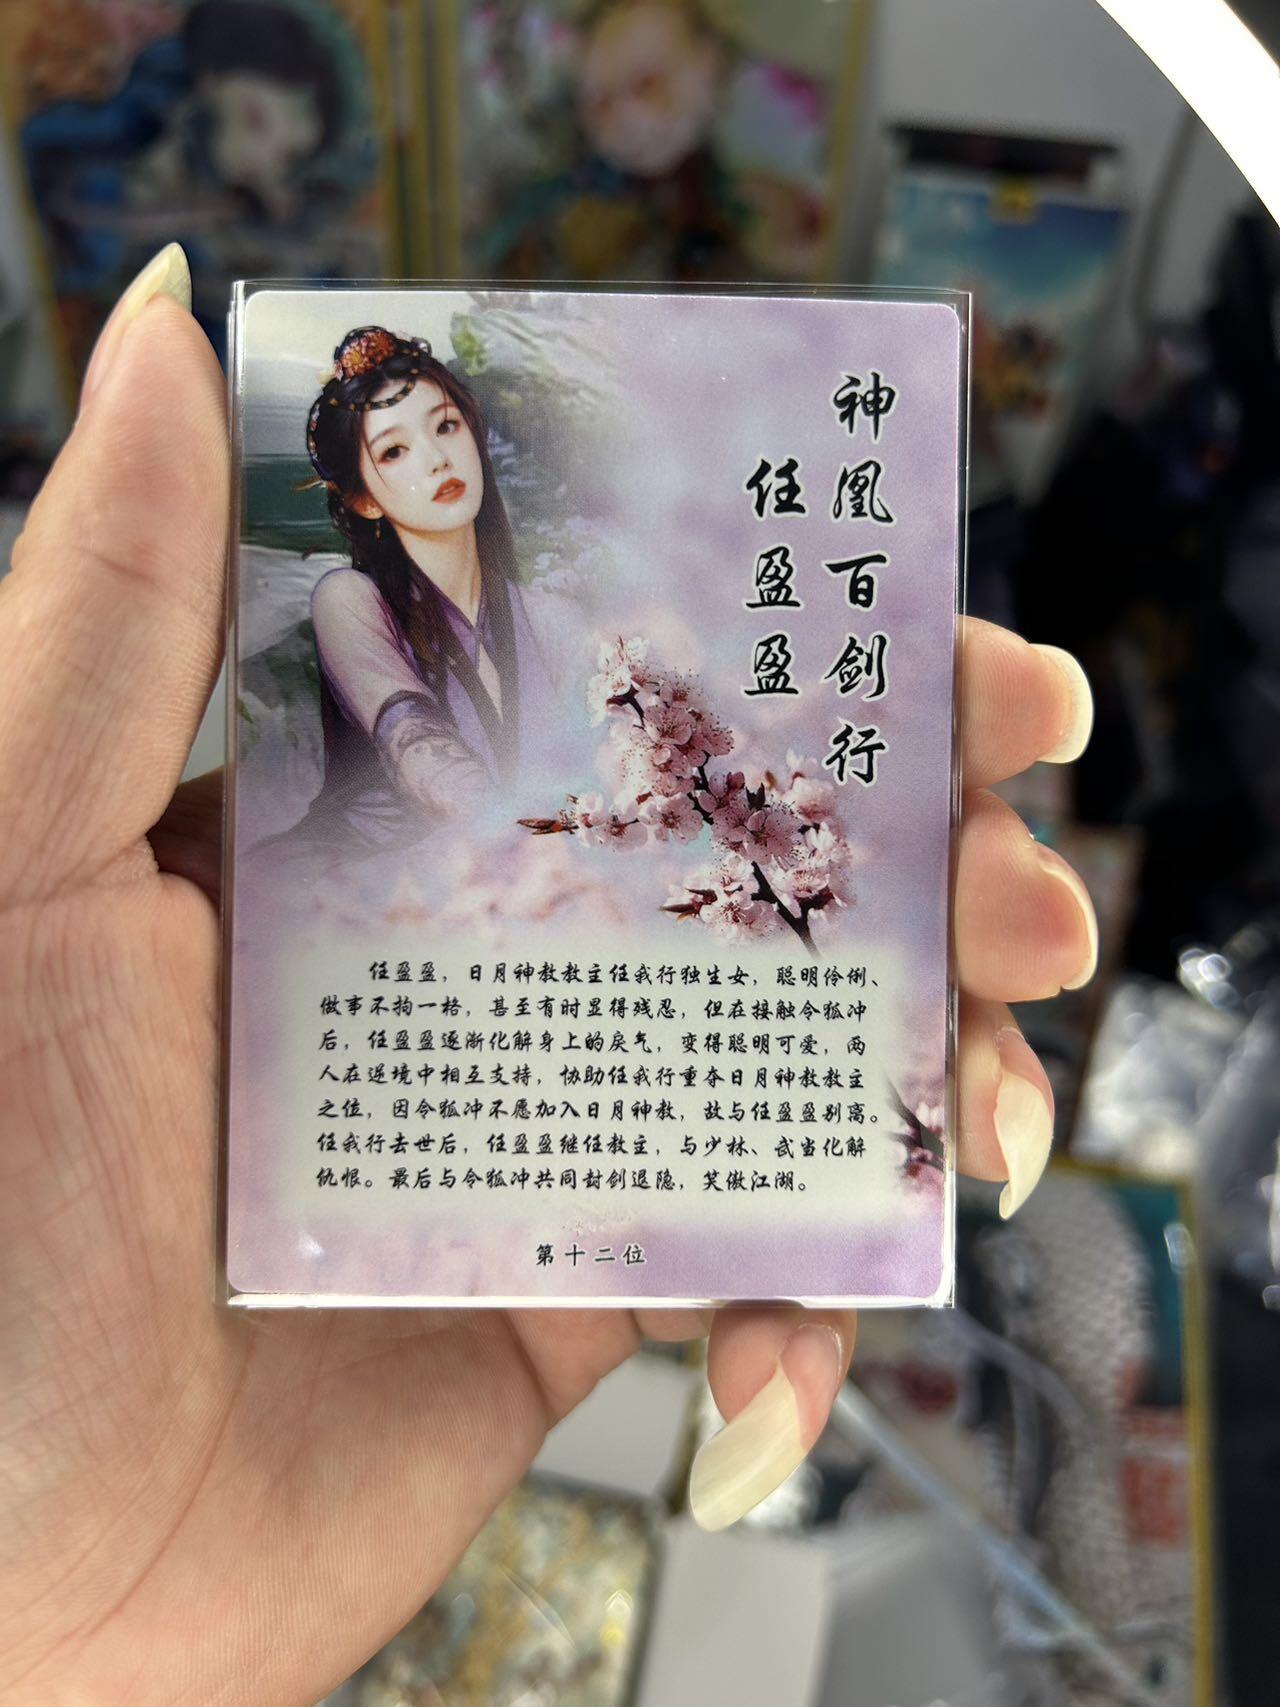 神凰百剑行
任盈盈
任盈盈，日月神教教主任我行独生女，聪明伶俐、
做事不拘一格，甚至有时显得残忍，但在接触令狐冲
后，任盈盈逐渐化解身上的戾气，变得聪明可爱，两
人在逆境中相互支持，协助任我行重夺日月神教教主
之位，因令狐冲不愿加入日月神教，故与任盈盈别离。
任我行去世后，任盈盈继任教主，与少林、武当化解
仇恨。最后与令狐冲共同封剑退隐，笑傲江湖。
第十二位